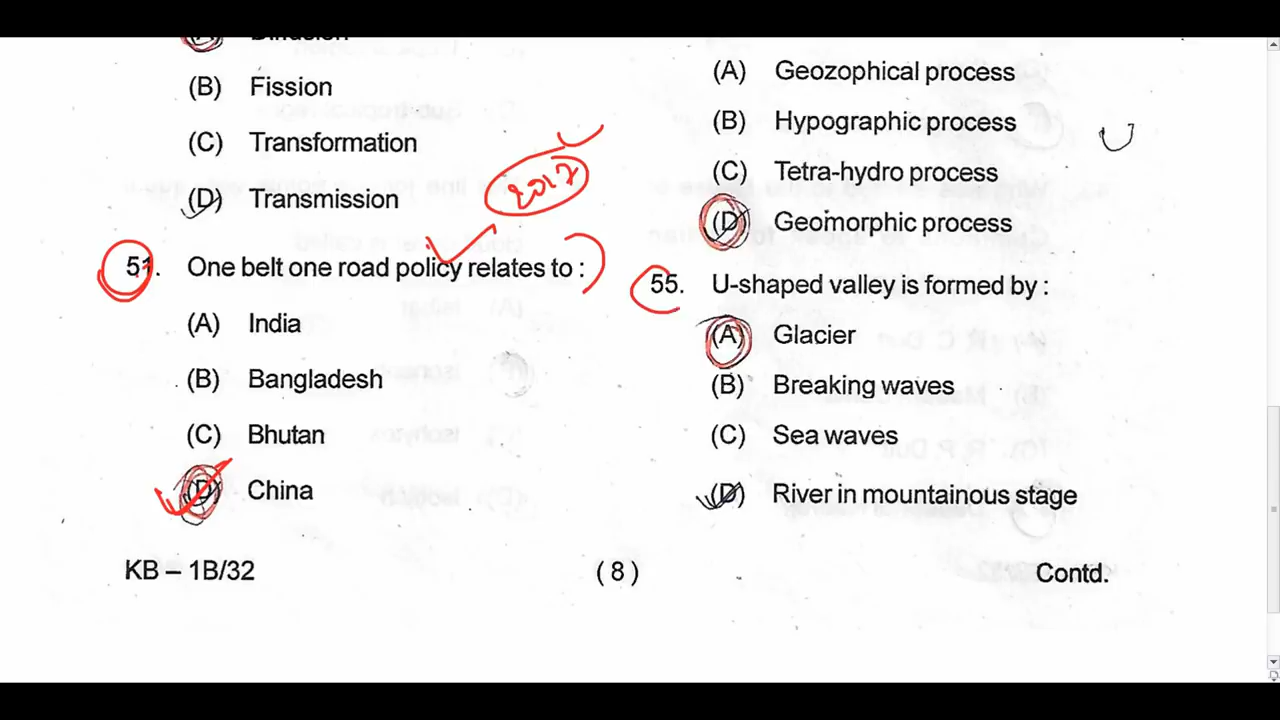 (A) Diffusion
(B) Fission
(C) Transformation
(D) Transmission
2017
51. One belt one road policy relates to :
(A) India
(B) Bangladesh
(C) Bhutan
(D) China
(A) Geozophical process
(B) Hypographic process
(C) Tetra-hydro process
(D) Geomorphic process
55. U-shaped valley is formed by :
(A) Glacier
(B) Breaking waves
(C) Sea waves
(D) River in mountainous stage
KB – 1B/32 ( 8 ) Contd.